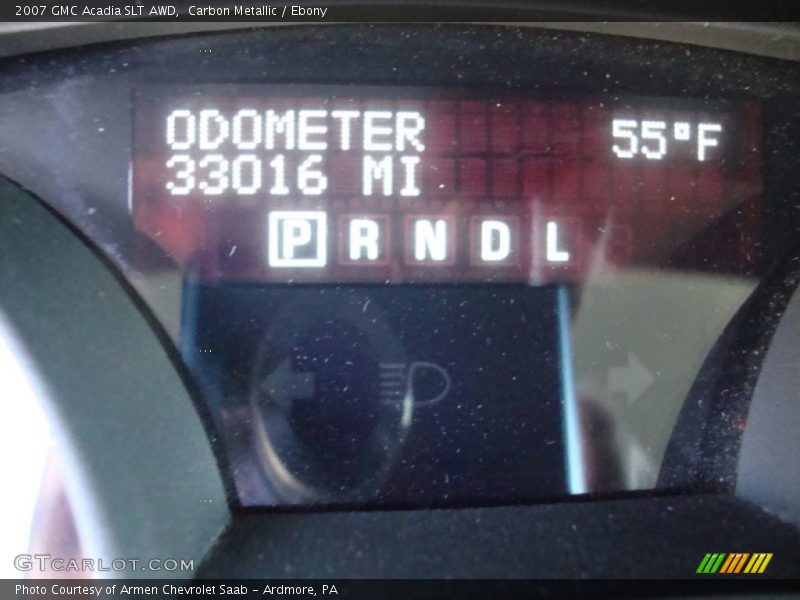 2007 GMC Acadia SLT AWD, Carbon Metallic / Ebony
ODOMETER 55°F
33016 MI
P R N D L
GTCARLOT.COM
Photo Courtesy of Armen Chevrolet Saab - Ardmore, PA